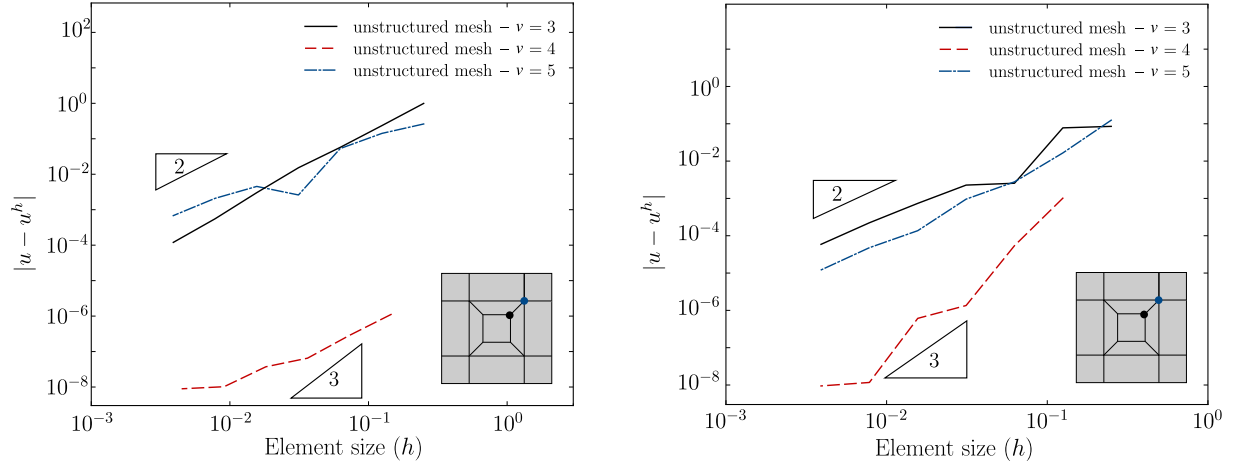 10^2
10^0
10^{-2}
10^{-4}
10^{-6}
10^{-8}
|u − u^h|
unstructured mesh – v = 3
unstructured mesh – v = 4
unstructured mesh – v = 5
2
3
10^{-3}
10^{-2}
10^{-1}
10^0
Element size (h)
10^0
10^{-2}
10^{-4}
10^{-6}
10^{-8}
|u − u^h|
unstructured mesh – v = 3
unstructured mesh – v = 4
unstructured mesh – v = 5
2
3
10^{-3}
10^{-2}
10^{-1}
10^0
Element size (h)